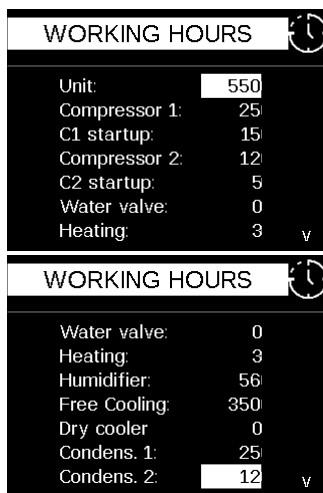 WORKING HOURS
Unit: 550
Compressor 1: 25
C1 startup: 15
Compressor 2: 12
C2 startup: 5
Water valve: 0
Heating: 3
V
WORKING HOURS
Water valve: 0
Heating: 3
Humidifier: 56
Free Cooling: 350
Dry cooler 0
Condens. 1: 25
Condens. 2: 12
V